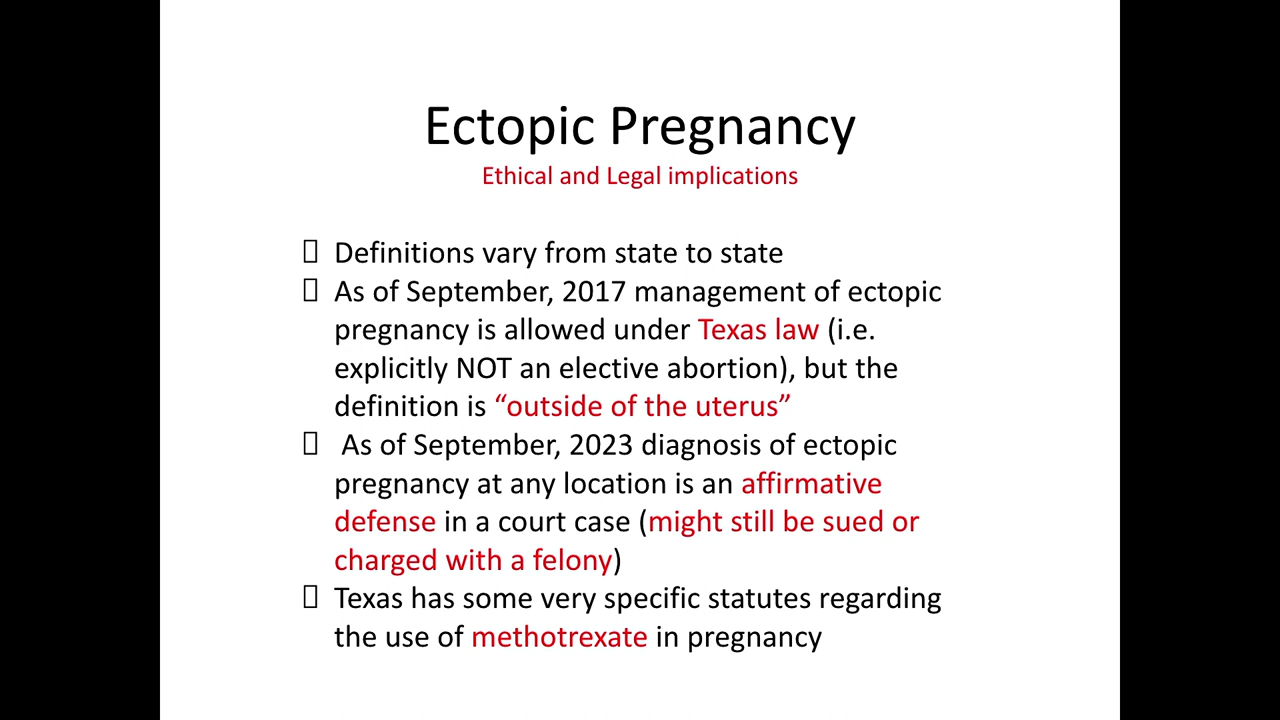 Ectopic Pregnancy
Ethical and Legal implications
Definitions vary from state to state
As of September, 2017 management of ectopic
pregnancy is allowed under Texas law (i.e.
explicitly NOT an elective abortion), but the
definition is “outside of the uterus”
As of September, 2023 diagnosis of ectopic
pregnancy at any location is an affirmative
defense in a court case (might still be sued or
charged with a felony)
Texas has some very specific statutes regarding
the use of methotrexate in pregnancy